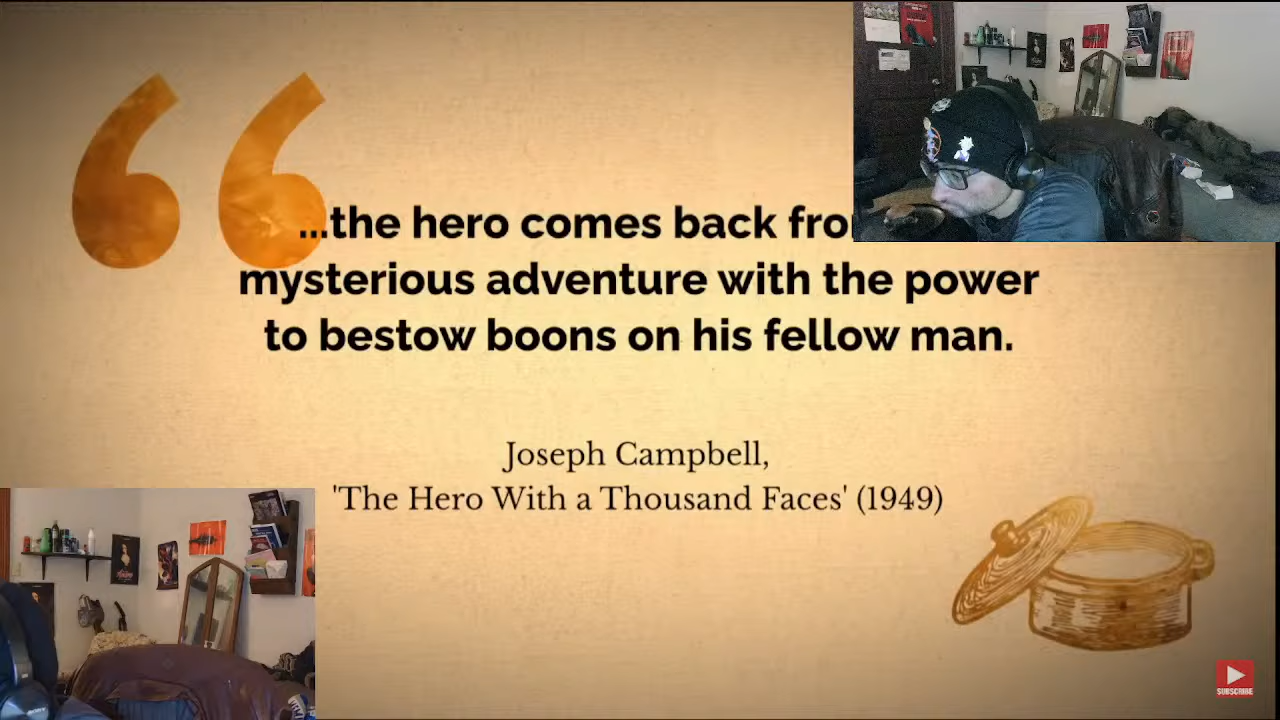 ...the hero comes back fro
mysterious adventure with the power
to bestow boons on his fellow man.
Joseph Campbell,
'The Hero With a Thousand Faces' (1949)
SUBSCRIBE
SONY